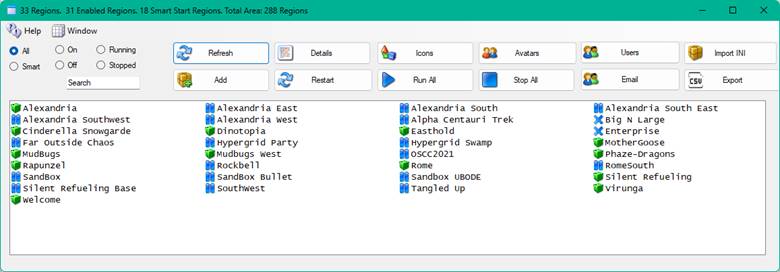 33 Regions. 31 Enabled Regions. 18 Smart Start Regions. Total Area: 288 Regions
Help Window
All On Running Refresh Details Icons Avatars Users Import INI
Smart Off Stopped Add Restart Run All Stop All Email CSV Export
Search
Alexandria Alexandria East Alexandria South Alexandria South East
Alexandria Southwest Alexandria West Alpha Centauri Trek Big N Large
Cinderella Snowgarde Dinotopia Easthold Enterprise
Far Outside Chaos Hypergrid Party Hypergrid Swamp MotherGoose
MudBugs Mudbugs West OSCC2021 Phaze-Dragons
Rapunzel Rockbell Rome RomeSouth
SandBox SandBox Bullet Sandbox UBODE Silent Refueling
Silent Refueling Base SouthWest Tangled Up Virunga
Welcome